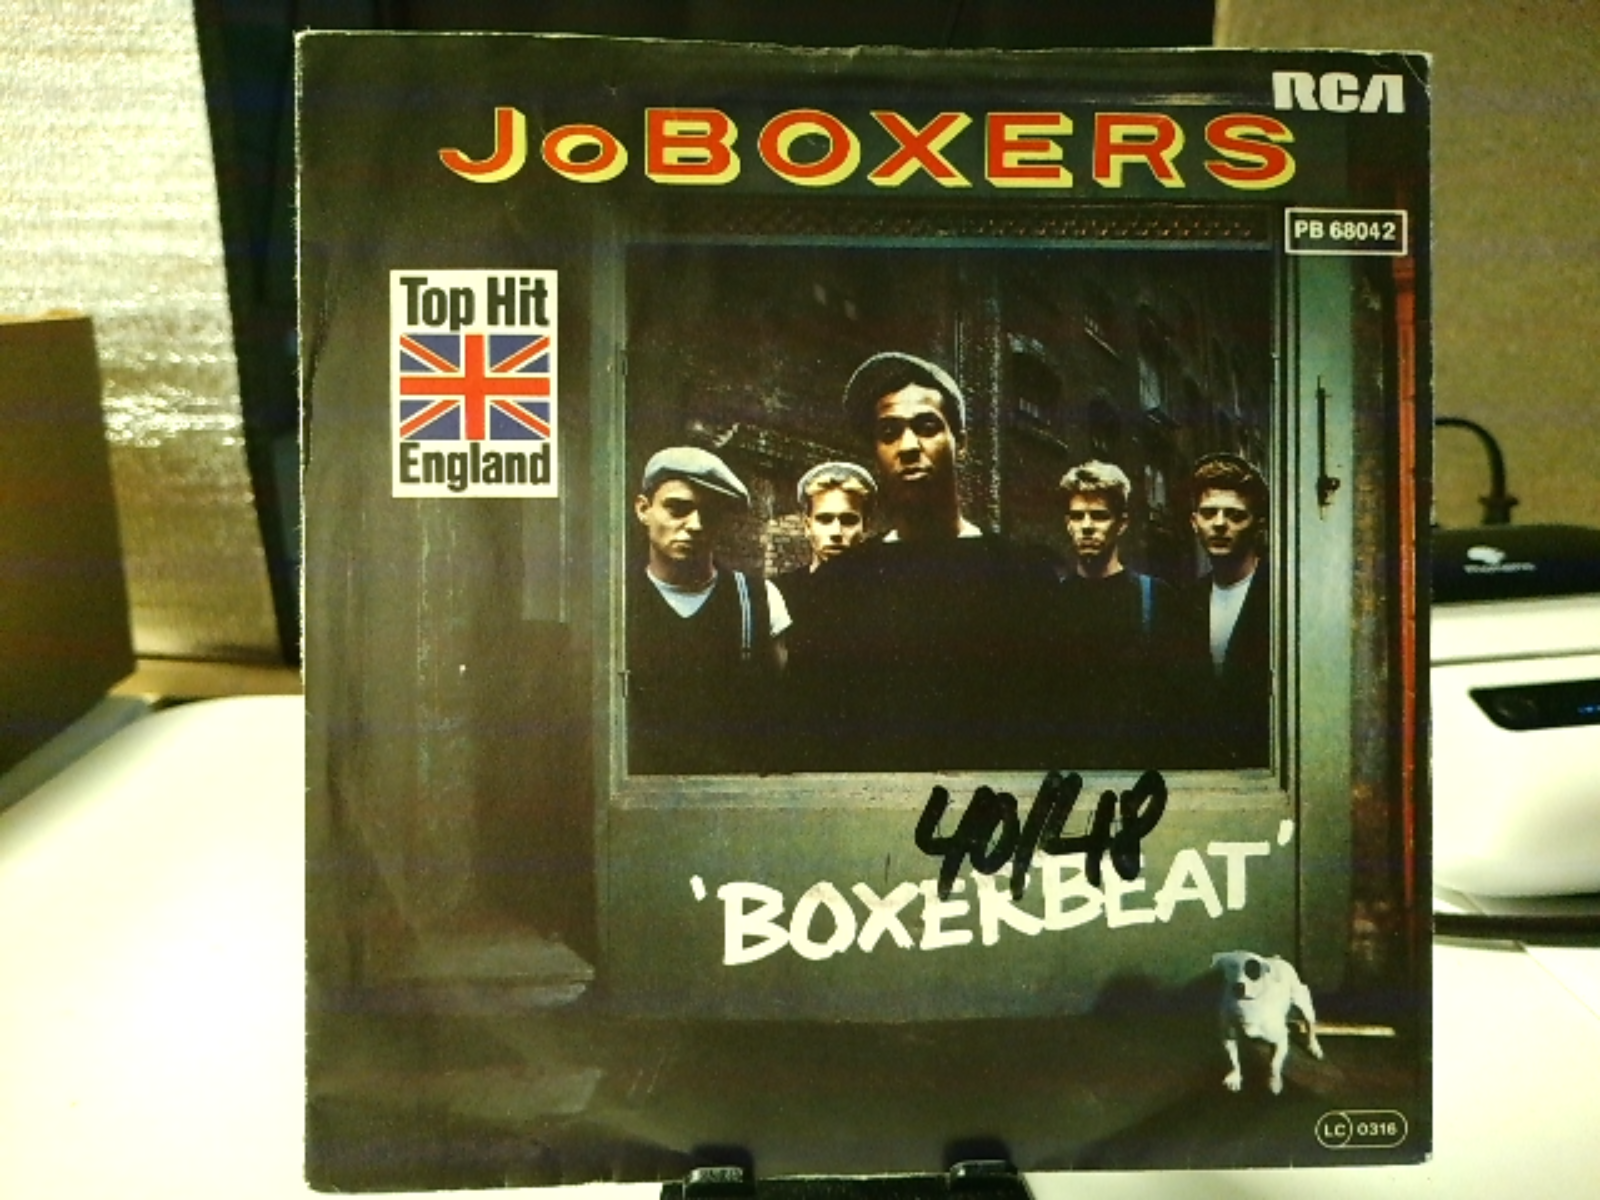 RCA
JoBOXERS
PB 68042
Top Hit
England
40/48
'BOXERBEAT'
LC 0316